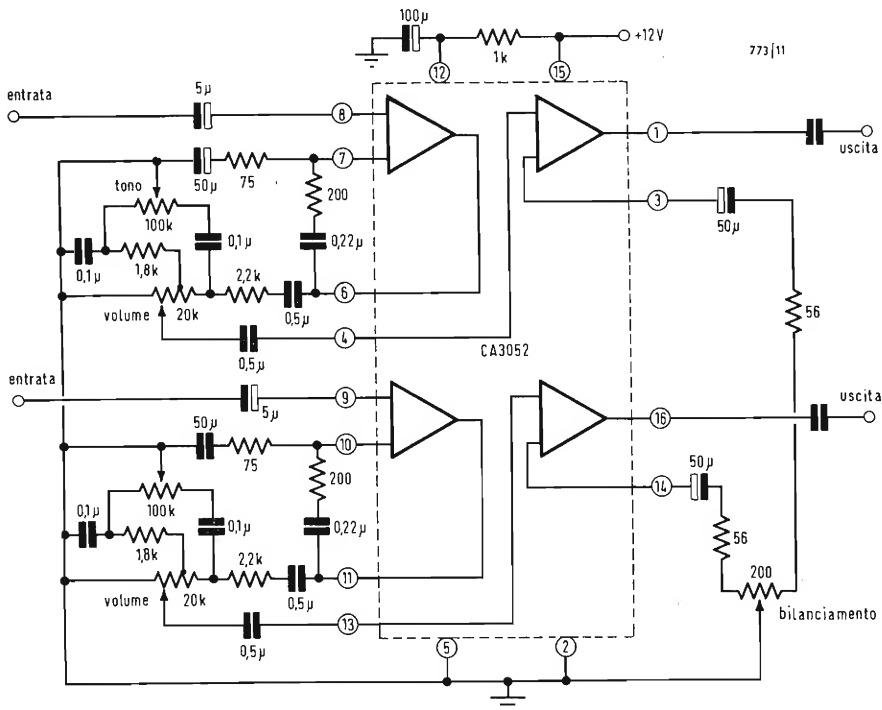 100μ
+12V
1k
773/11
12
15
5μ
entrata
8
1
uscita
7
50μ
75
tono
200
3
100k
50μ
0,1μ
0,22μ
0,1μ
1,8k
2,2k
6
56
volume
20k
0,5μ
4
0,5μ
CA3052
entrata
9
5μ
uscita
16
50μ
10
75
50μ
200
14
100k
0,1μ
0,1μ
0,22μ
1,8k
56
2,2k
11
200
volume
20k
0,5μ
13
bilanciamento
0,5μ
5
2